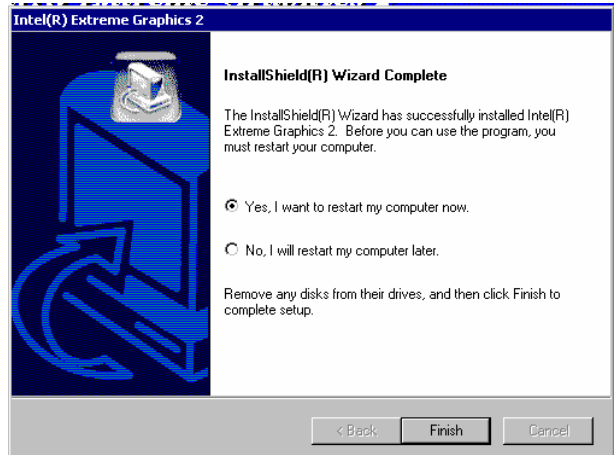 Intel(R) Extreme Graphics 2
InstallShield(R) Wizard Complete
The InstallShield(R) Wizard has successfully installed Intel(R)
Extreme Graphics 2.  Before you can use the program, you
must restart your computer.
Yes, I want to restart my computer now.
No, I will restart my computer later.
Remove any disks from their drives, and then click Finish to
complete setup.
< Back
Finish
Cancel